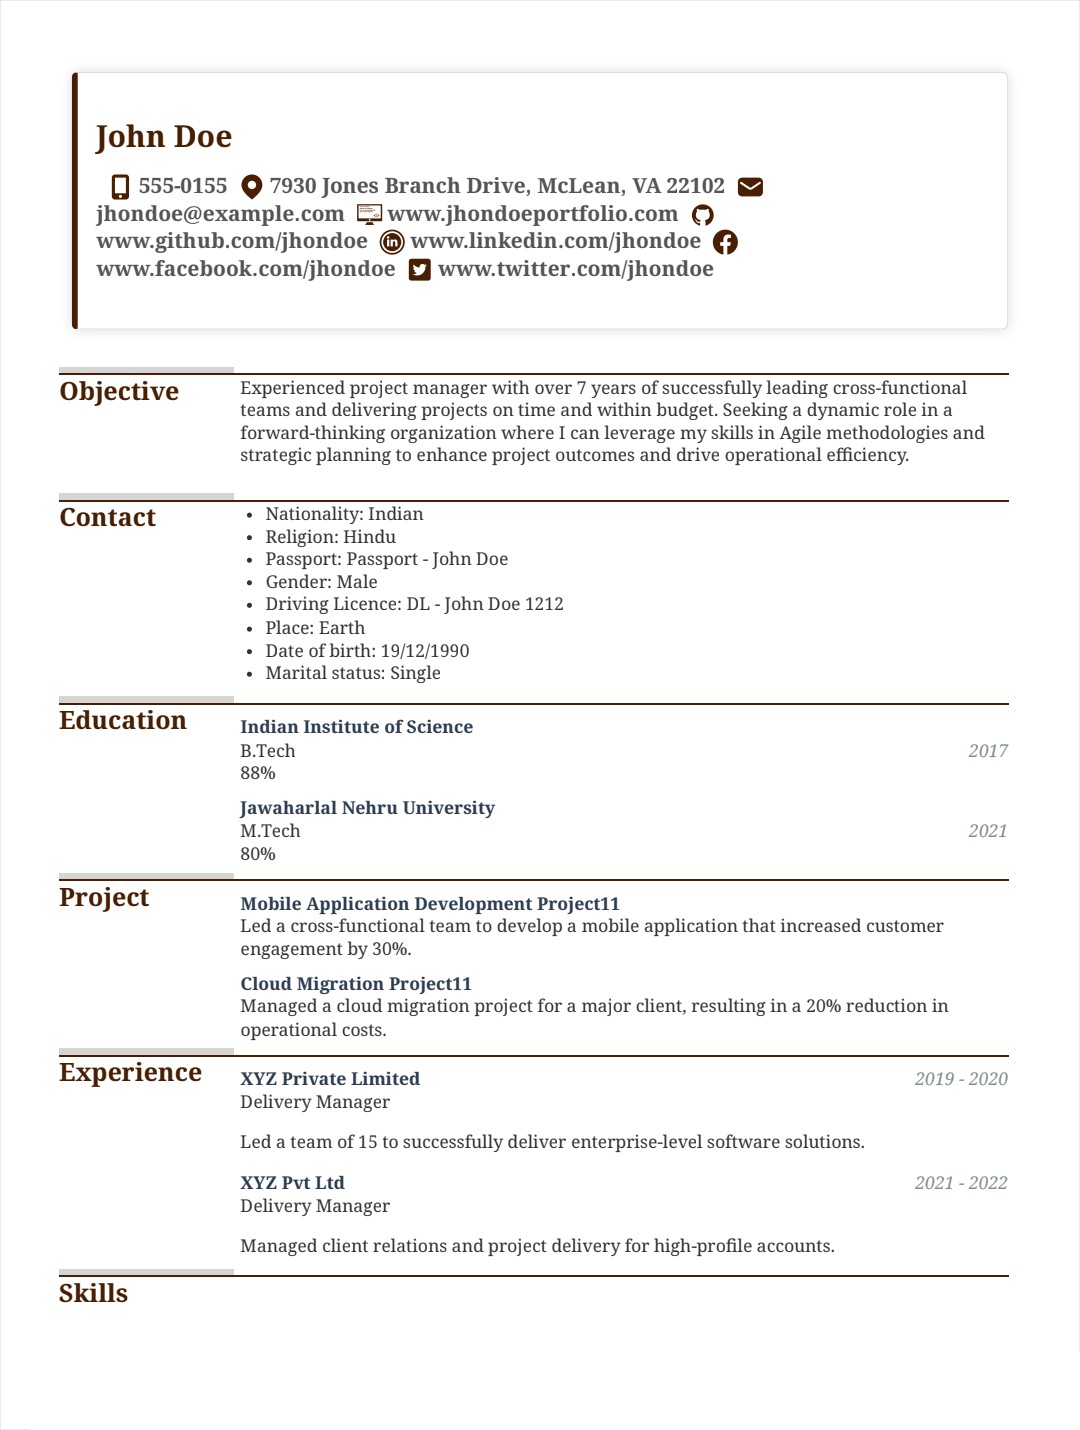 John Doe
555-0155 7930 Jones Branch Drive, McLean, VA 22102
jhondoe@example.com www.jhondoeportfolio.com
www.github.com/jhondoe www.linkedin.com/jhondoe
www.facebook.com/jhondoe www.twitter.com/jhondoe
Objective
Experienced project manager with over 7 years of successfully leading cross-functional
teams and delivering projects on time and within budget. Seeking a dynamic role in a
forward-thinking organization where I can leverage my skills in Agile methodologies and
strategic planning to enhance project outcomes and drive operational efficiency.
Contact
• Nationality: Indian
• Religion: Hindu
• Passport: Passport - John Doe
• Gender: Male
• Driving Licence: DL - John Doe 1212
• Place: Earth
• Date of birth: 19/12/1990
• Marital status: Single
Education
Indian Institute of Science
B.Tech 2017
88%
Jawaharlal Nehru University
M.Tech 2021
80%
Project
Mobile Application Development Project11
Led a cross-functional team to develop a mobile application that increased customer
engagement by 30%.
Cloud Migration Project11
Managed a cloud migration project for a major client, resulting in a 20% reduction in
operational costs.
Experience
XYZ Private Limited 2019 - 2020
Delivery Manager
Led a team of 15 to successfully deliver enterprise-level software solutions.
XYZ Pvt Ltd 2021 - 2022
Delivery Manager
Managed client relations and project delivery for high-profile accounts.
Skills